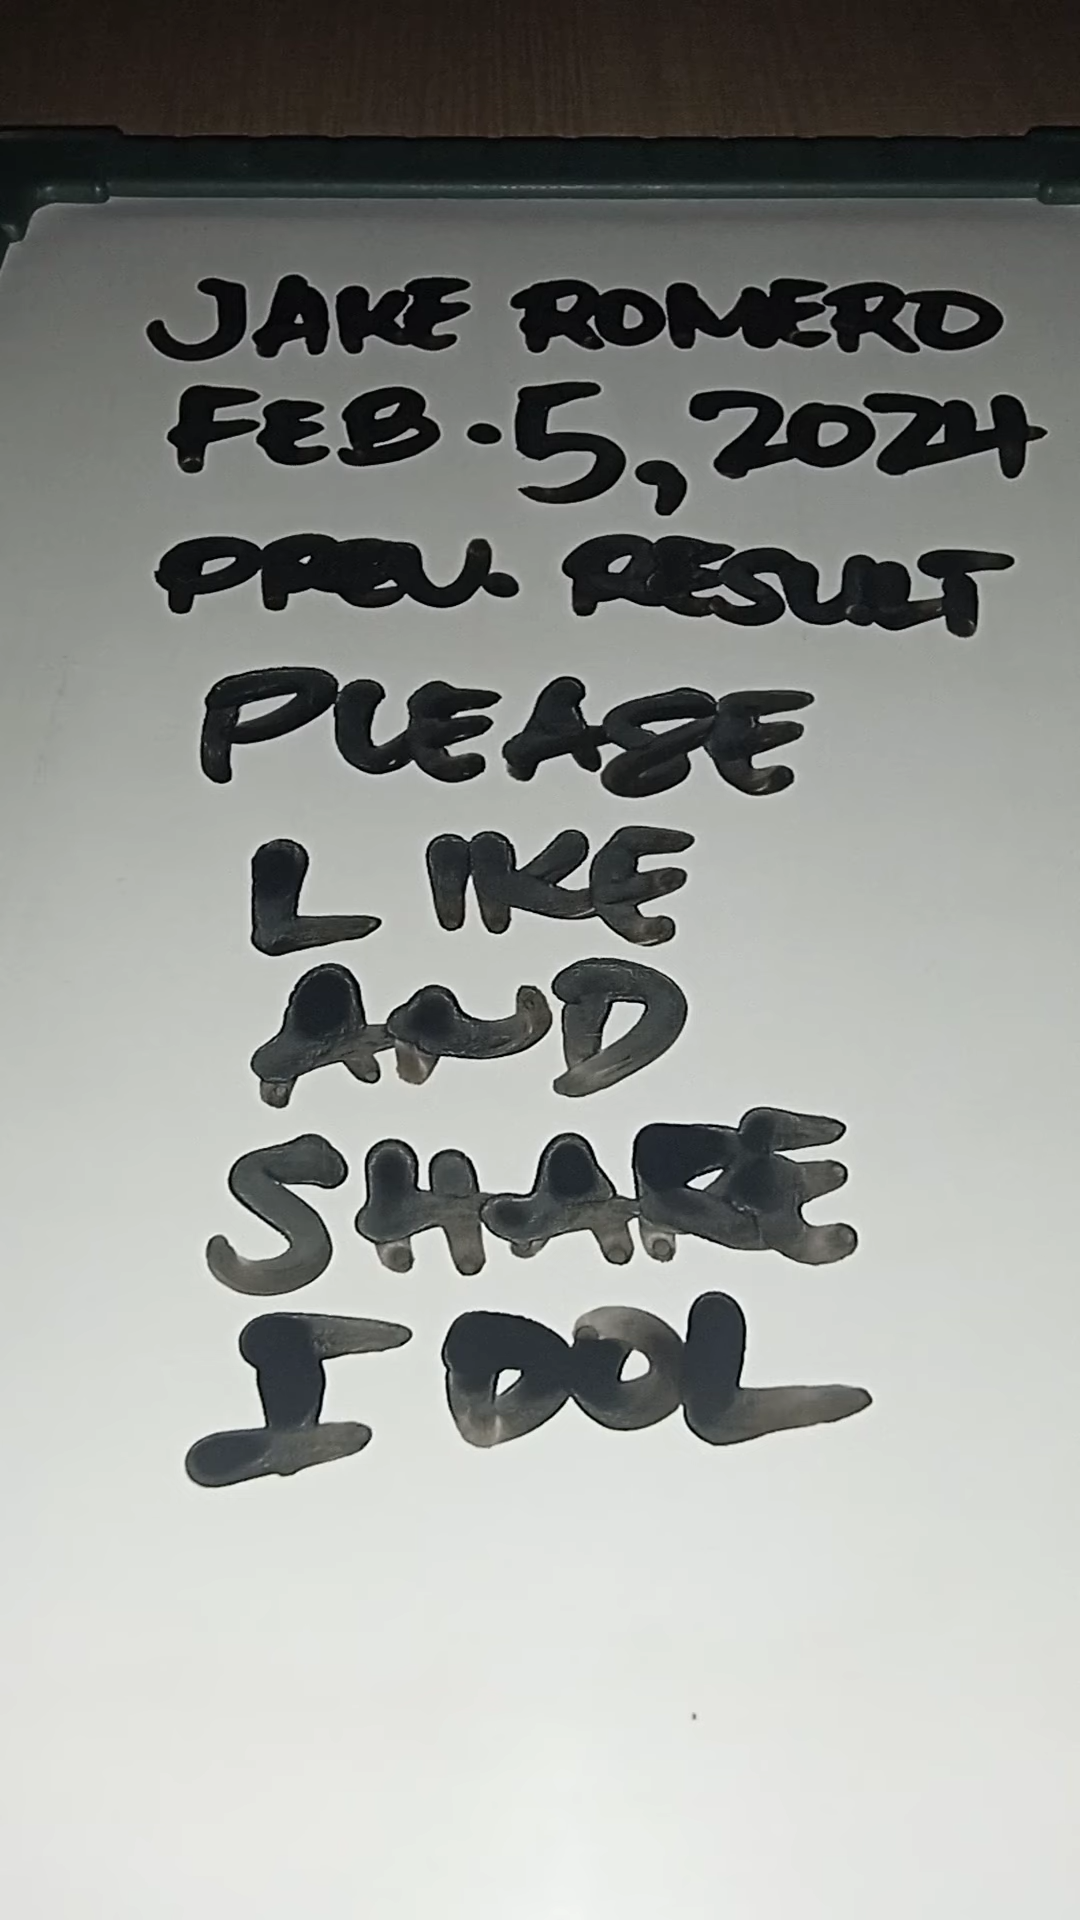 JAKE ROMERO
FEB. 5, 2024
PREV. RESULT
PLEASE
LIKE
AND
SHARE
IDOL